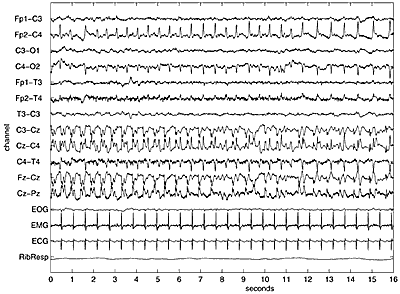 Fp1-C3
Fp2-C4
C3-O1
C4-O2
Fp1-T3
Fp2-T4
T3-C3
C3-Cz
Cz-C4
C4-T4
Fz-Cz
Cz-Pz
EOG
EMG
ECG
RibResp
channel
0 1 2 3 4 5 6 7 8 9 10 11 12 13 14 15 16
seconds